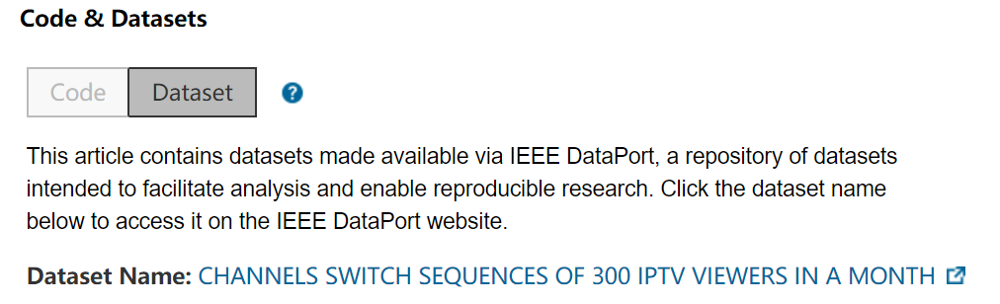 Code & Datasets
Code Dataset ?
This article contains datasets made available via IEEE DataPort, a repository of datasets
intended to facilitate analysis and enable reproducible research. Click the dataset name
below to access it on the IEEE DataPort website.
Dataset Name: CHANNELS SWITCH SEQUENCES OF 300 IPTV VIEWERS IN A MONTH